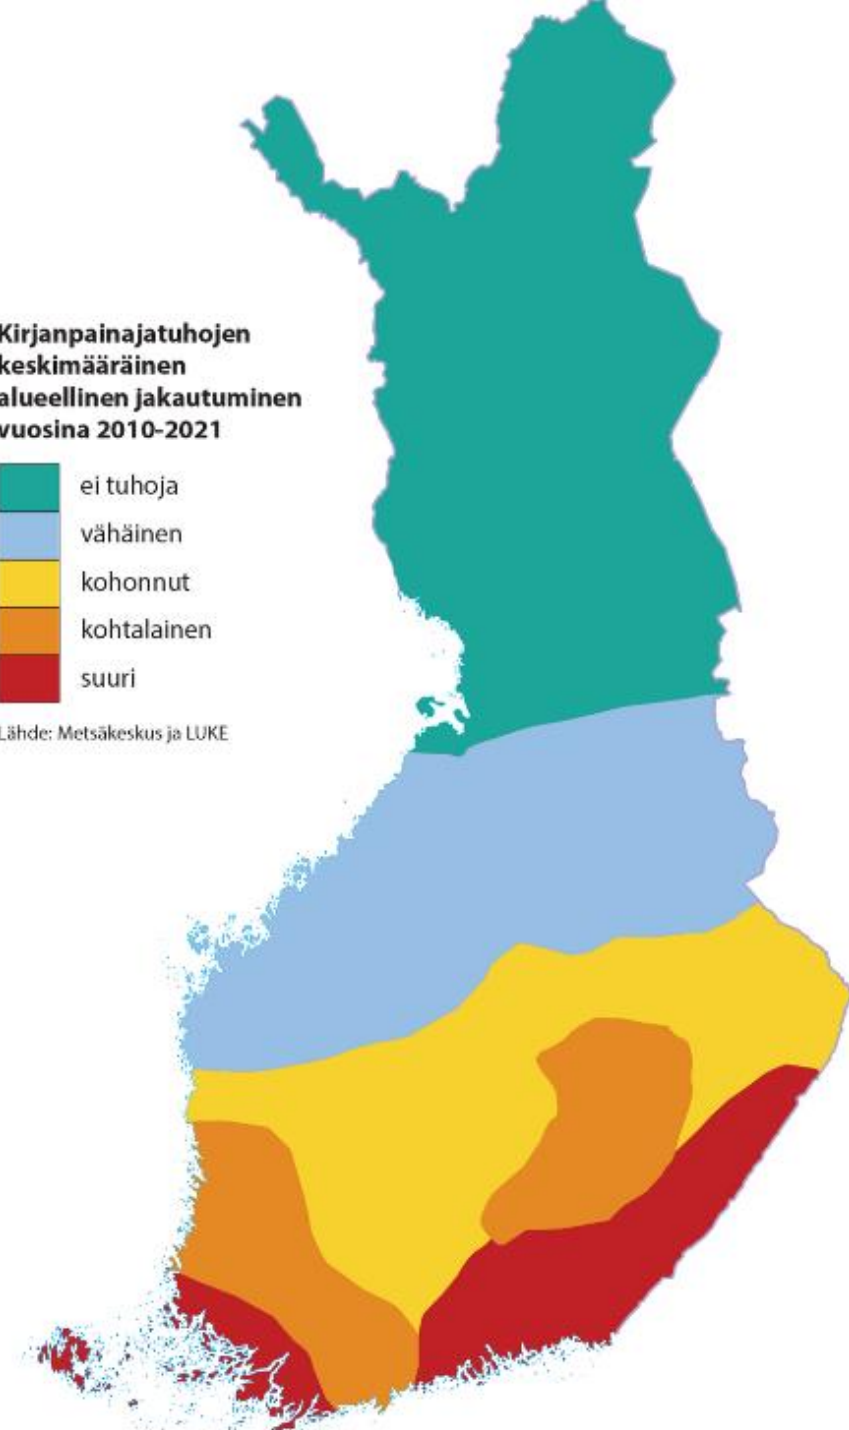 Kirjanpainajatuhojen
keskimääräinen
alueellinen jakautuminen
vuosina 2010-2021
ei tuhoja
vähäinen
kohonnut
kohtalainen
suuri
Lähde: Metsäkeskus ja LUKE